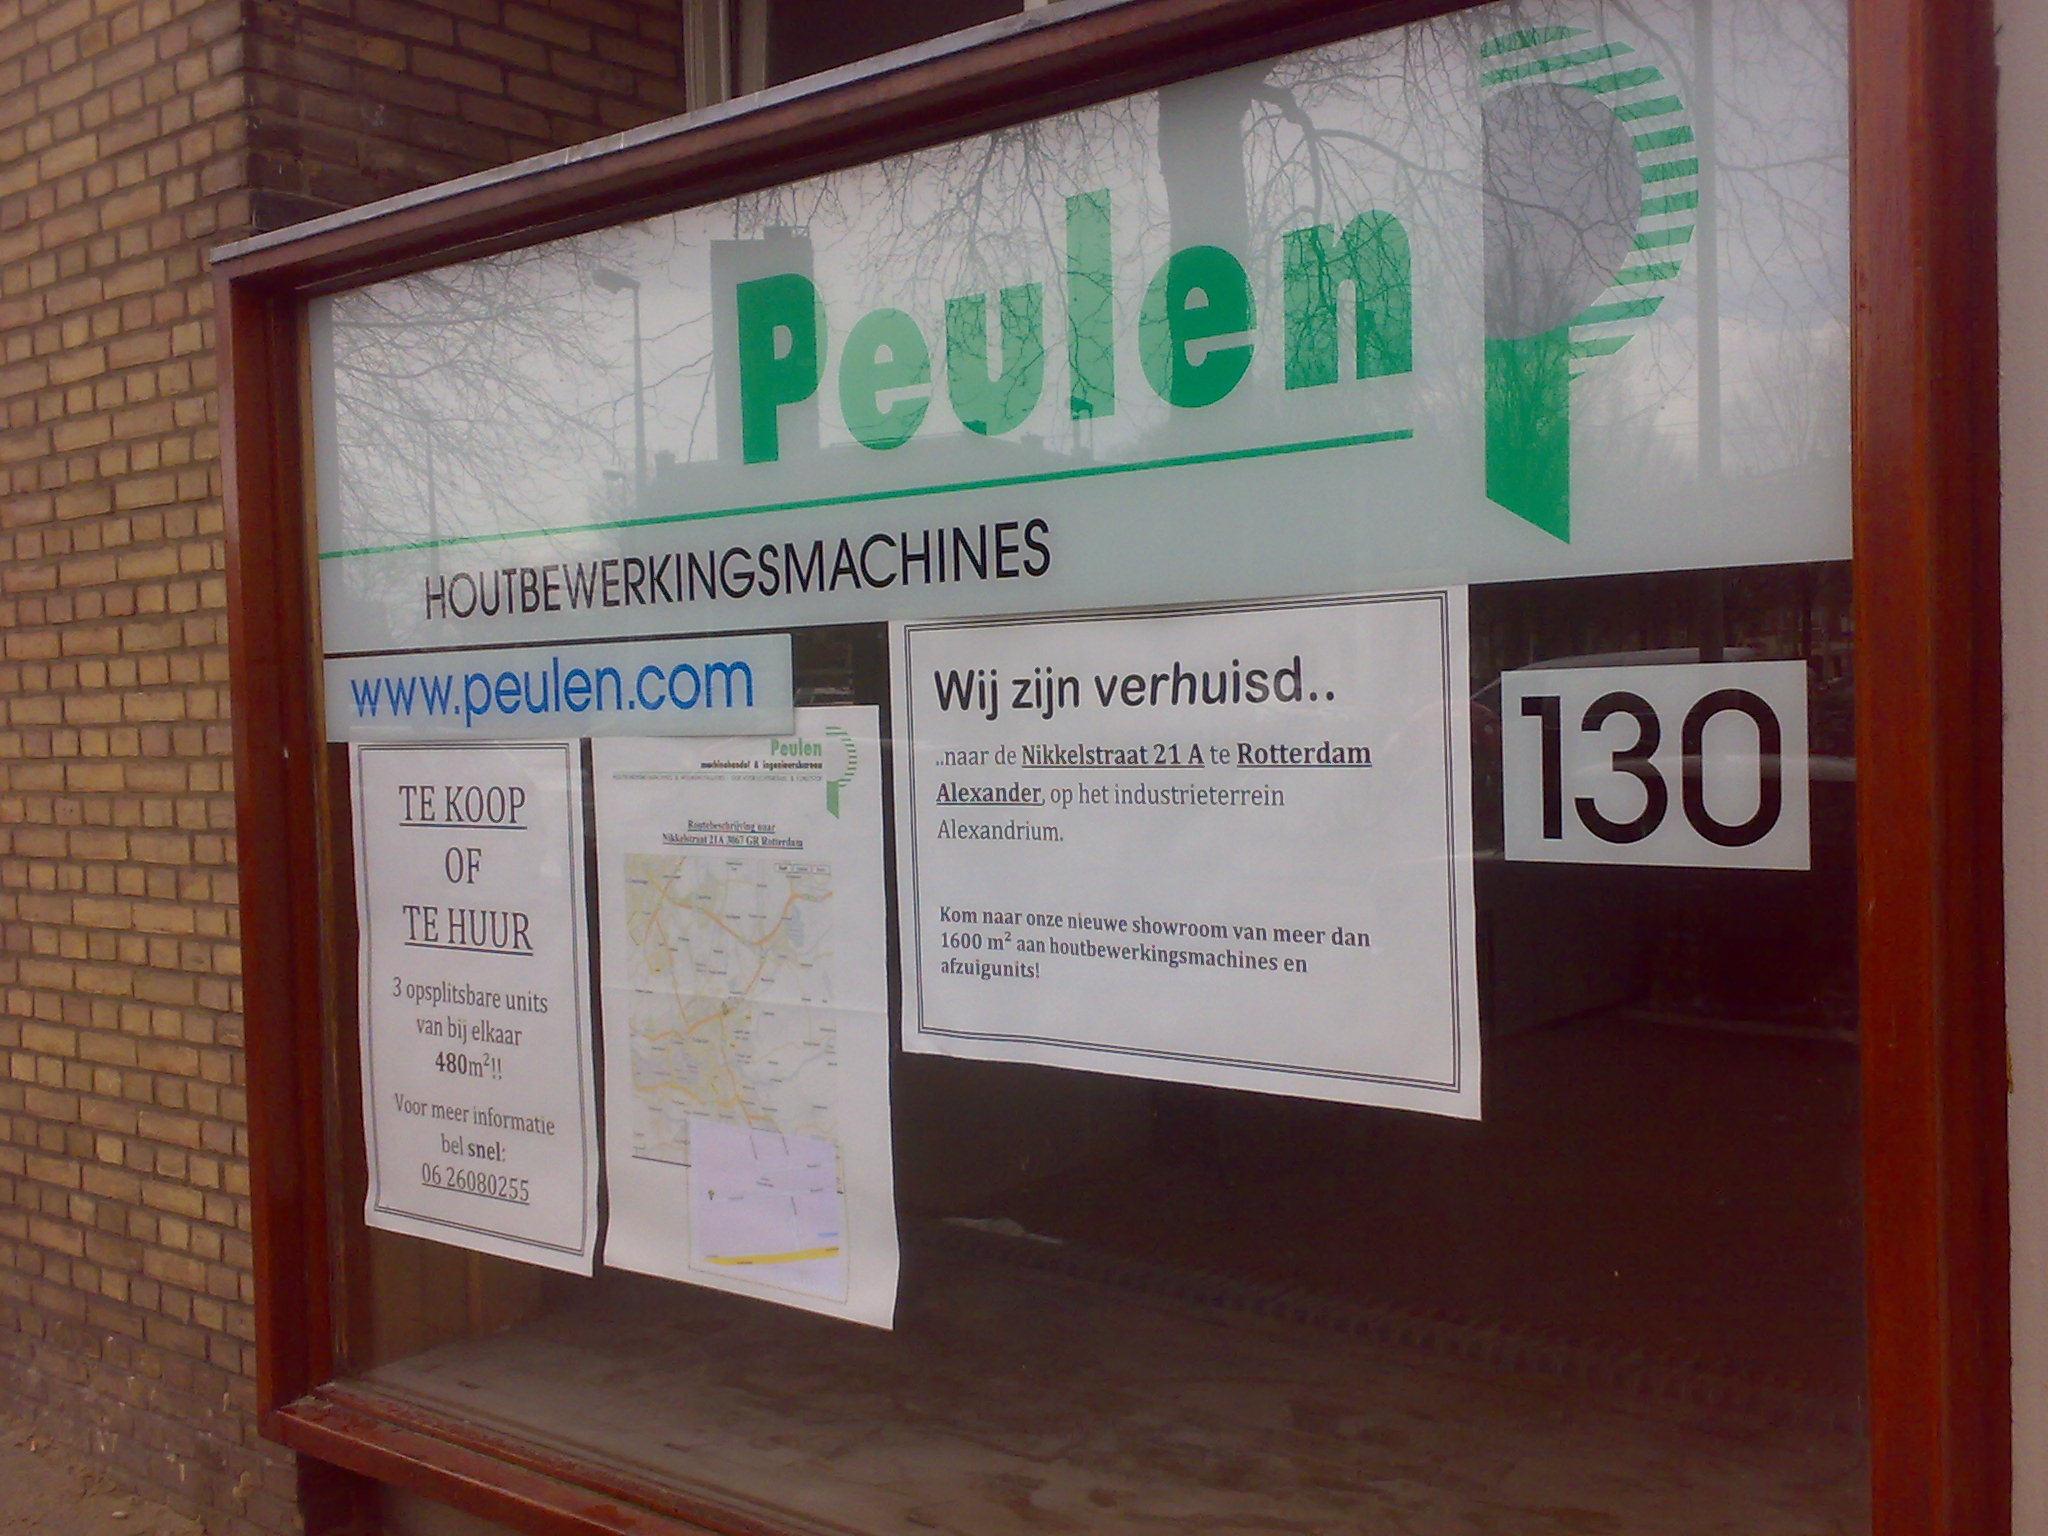 Peulen
HOUTBEWERKINGSMACHINES
www.peulen.com
TE KOOP
OF
TE HUUR
3 opsplitsbare units
van bij elkaar
480m²!!
Voor meer informatie
bel snel:
06 26080255
Peulen
machinehandel & ingenieursbureau
Routebeschrijving naar
Nikkelstraat 21A 3067 GR Rotterdam
Wij zijn verhuisd..
..naar de Nikkelstraat 21 A te Rotterdam
Alexander, op het industrieterrein
Alexandrium.
Kom naar onze nieuwe showroom van meer dan
1600 m² aan houtbewerkingsmachines en
afzuigunits!
130